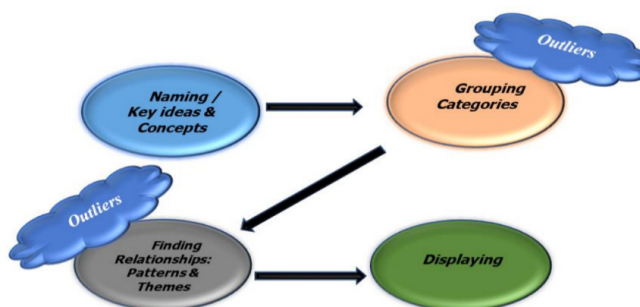 Outliers
Naming /
Key ideas &
Concepts
Grouping
Categories
Outliers
Finding
Relationships:
Patterns &
Themes
Displaying